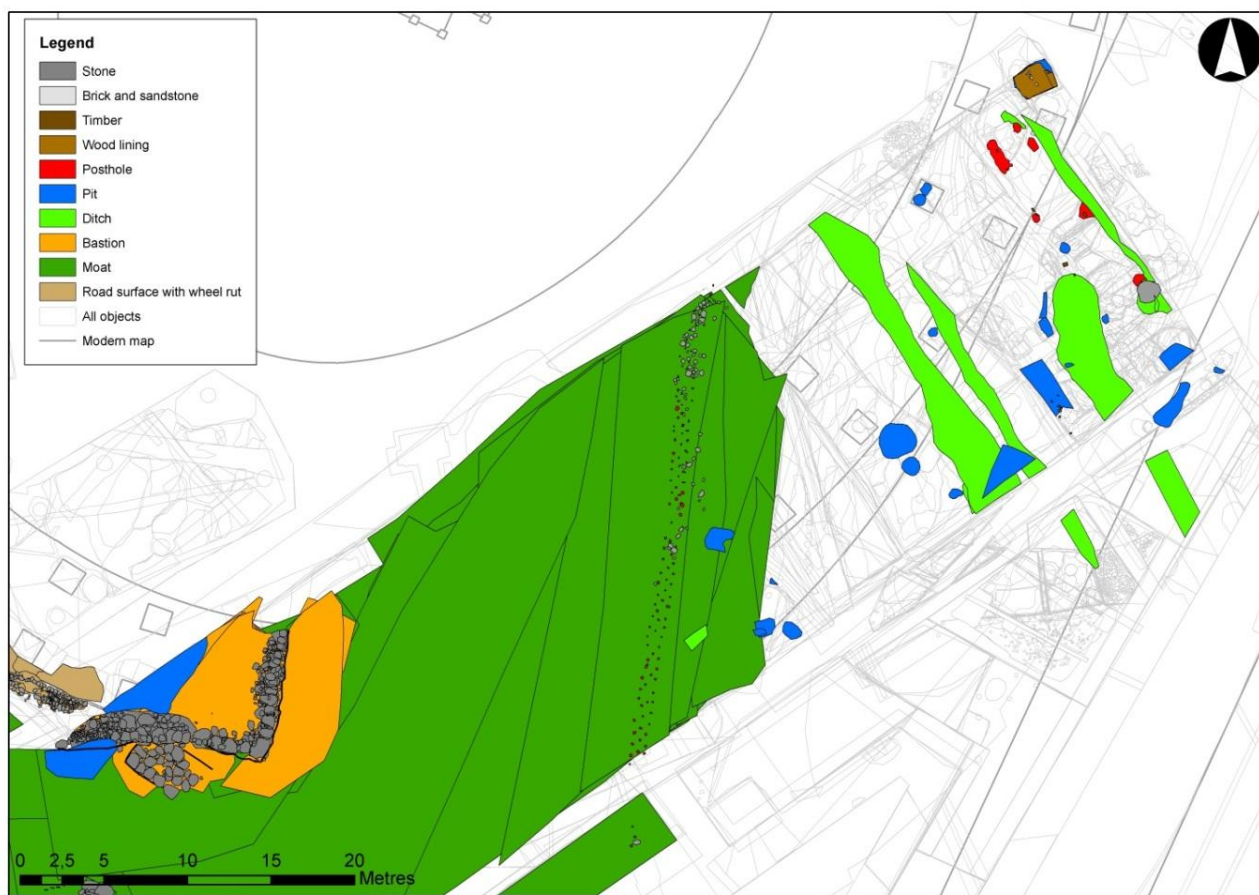 Legend
Stone
Brick and sandstone
Timber
Wood lining
Posthole
Pit
Ditch
Bastion
Moat
Road surface with wheel rut
All objects
Modern map
0 2,5 5 10 15 20
Metres